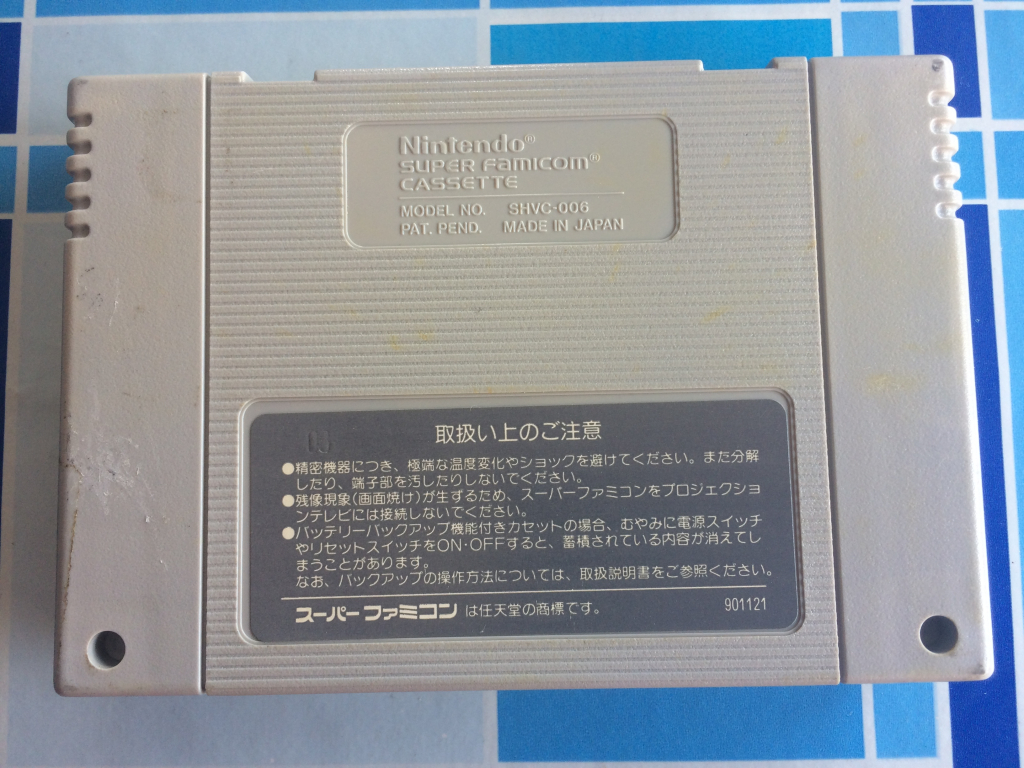 Nintendo®
SUPER Famicom®
CASSETTE
MODEL NO. SHVC-006
PAT. PEND. MADE IN JAPAN
取扱い上のご注意
●精密機器につき、極端な温度変化やショックを避けてください。また分解
したり、端子部を汚したりしないでください。
●残像現象(画面焼け)が生ずるため、スーパーファミコンをプロジェクショ
ンテレビには接続しないでください。
●バッテリーバックアップ機能付きカセットの場合、むやみに電源スイッチ
やリセットスイッチをON・OFFすると、蓄積されている内容が消えてし
まうことがあります。
なお、バックアップの操作方法については、取扱説明書をご参照ください。
スーパーファミコン は任天堂の商標です。 901121